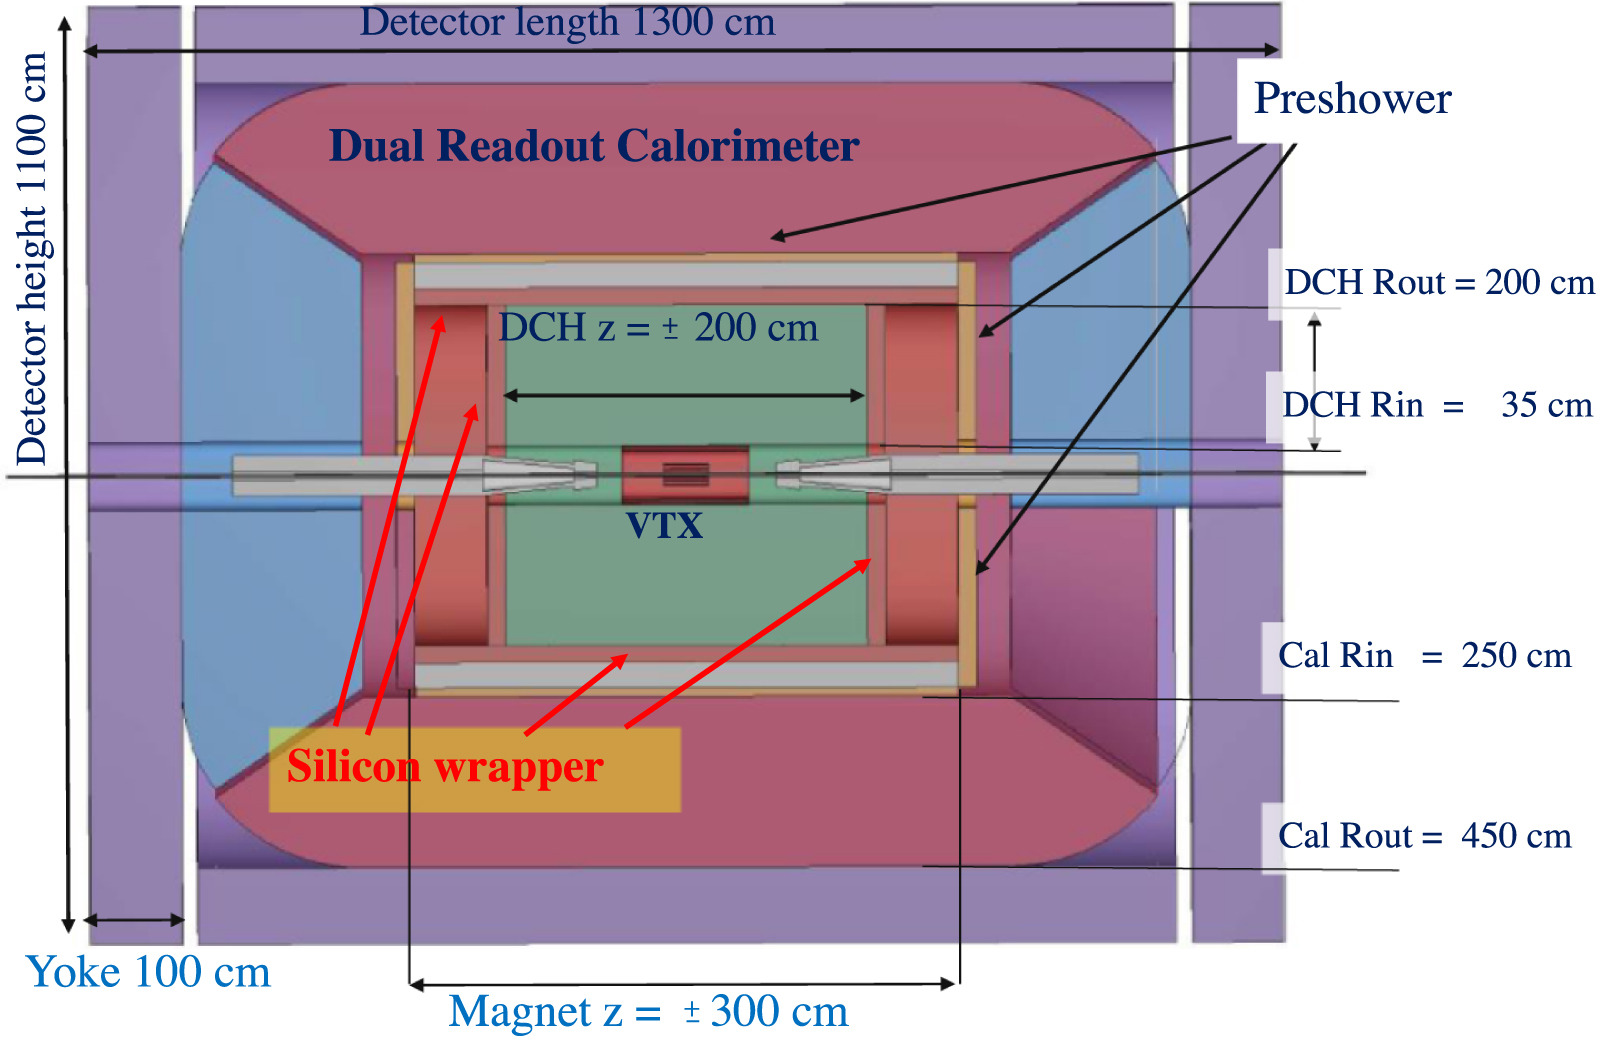 Detector length 1300 cm
Detector height 1100 cm
Preshower
Dual Readout Calorimeter
DCH Rout = 200 cm
DCH z = ± 200 cm
DCH Rin = 35 cm
VTX
Cal Rin = 250 cm
Silicon wrapper
Cal Rout = 450 cm
Yoke 100 cm
Magnet z = ± 300 cm